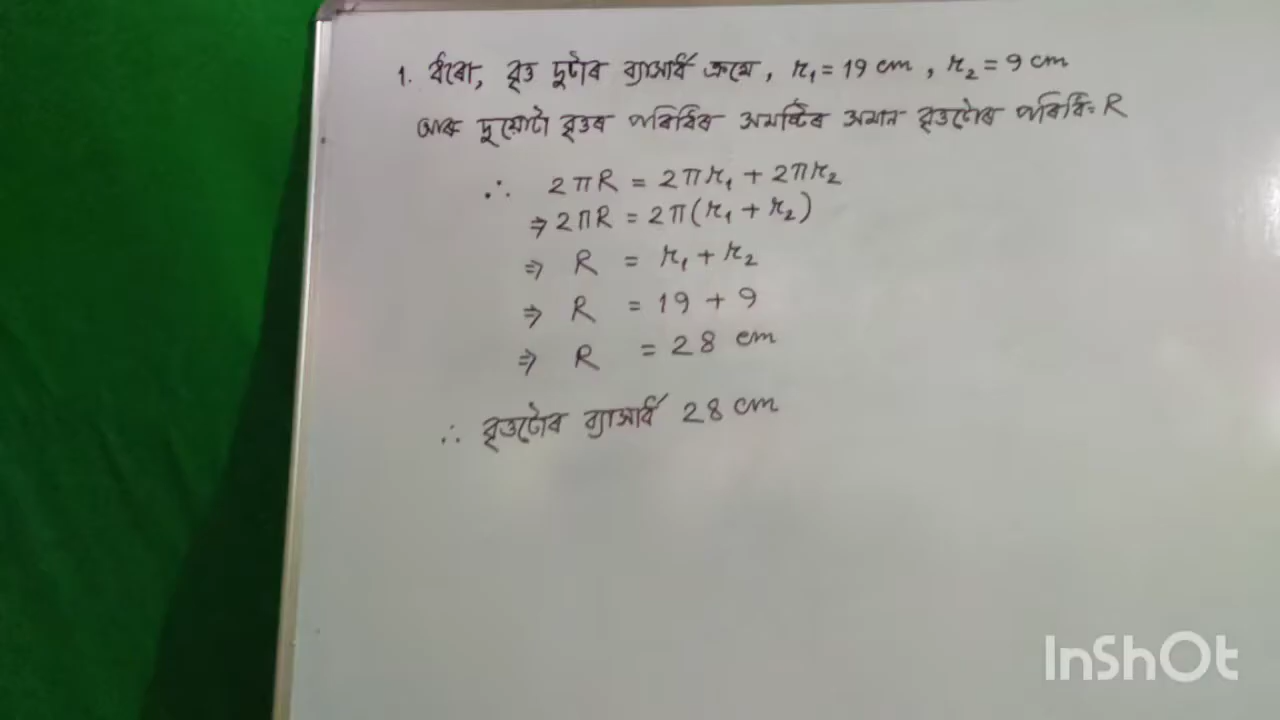 1. ধৰো, বৃত্ত দুটাৰ ব্যাসাৰ্ধ ক্ৰমে, r₁ = 19 cm, r₂ = 9 cm
আৰু দুয়োটা বৃত্তৰ পৰিধিৰ সমষ্টিৰ সমান বৃত্তটোৰ পৰিধি = R
∴ 2πR = 2πr₁ + 2πr₂
⇒ 2πR = 2π(r₁ + r₂)
⇒ R = r₁ + r₂
⇒ R = 19 + 9
⇒ R = 28 cm
∴ বৃত্তটোৰ ব্যাসাৰ্ধ 28 cm
InShOt